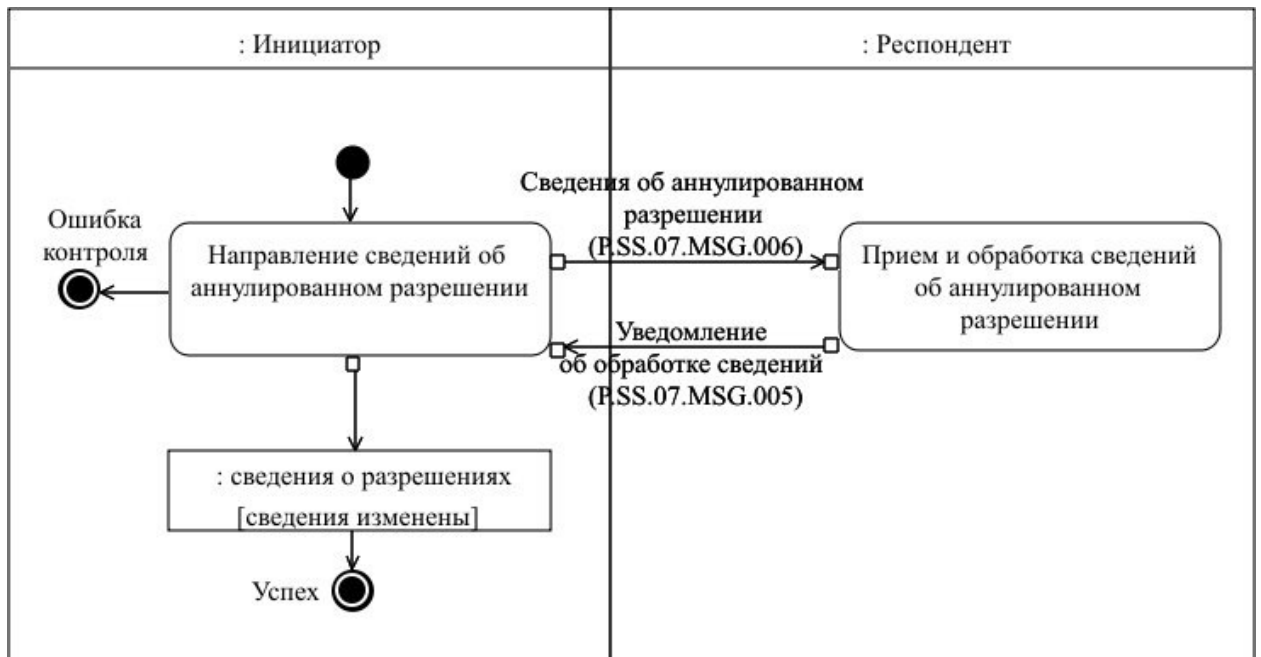 : Инициатор
: Респондент
Сведения об аннулированном
разрешении
(P.SS.07.MSG.006)
Ошибка
контроля
Направление сведений об
аннулированном разрешении
Прием и обработка сведений
об аннулированном
разрешении
Уведомление
об обработке сведений
(P.SS.07.MSG.005)
: сведения о разрешениях
[сведения изменены]
Успех